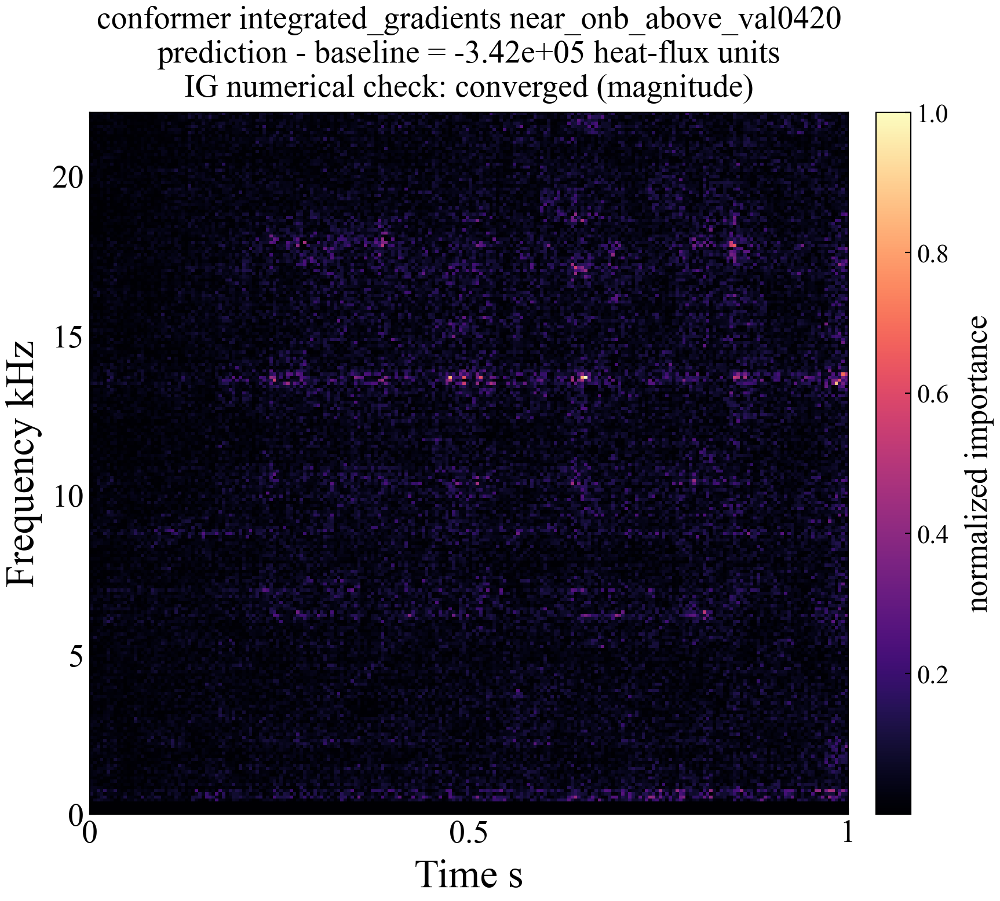 conformer integrated_gradients near_onb_above_val0420
prediction - baseline = -3.42e+05 heat-flux units
IG numerical check: converged (magnitude)
Frequency kHz
20
15
10
5
0
0
0.5
1
Time s
1.0
0.8
0.6
0.4
0.2
normalized importance